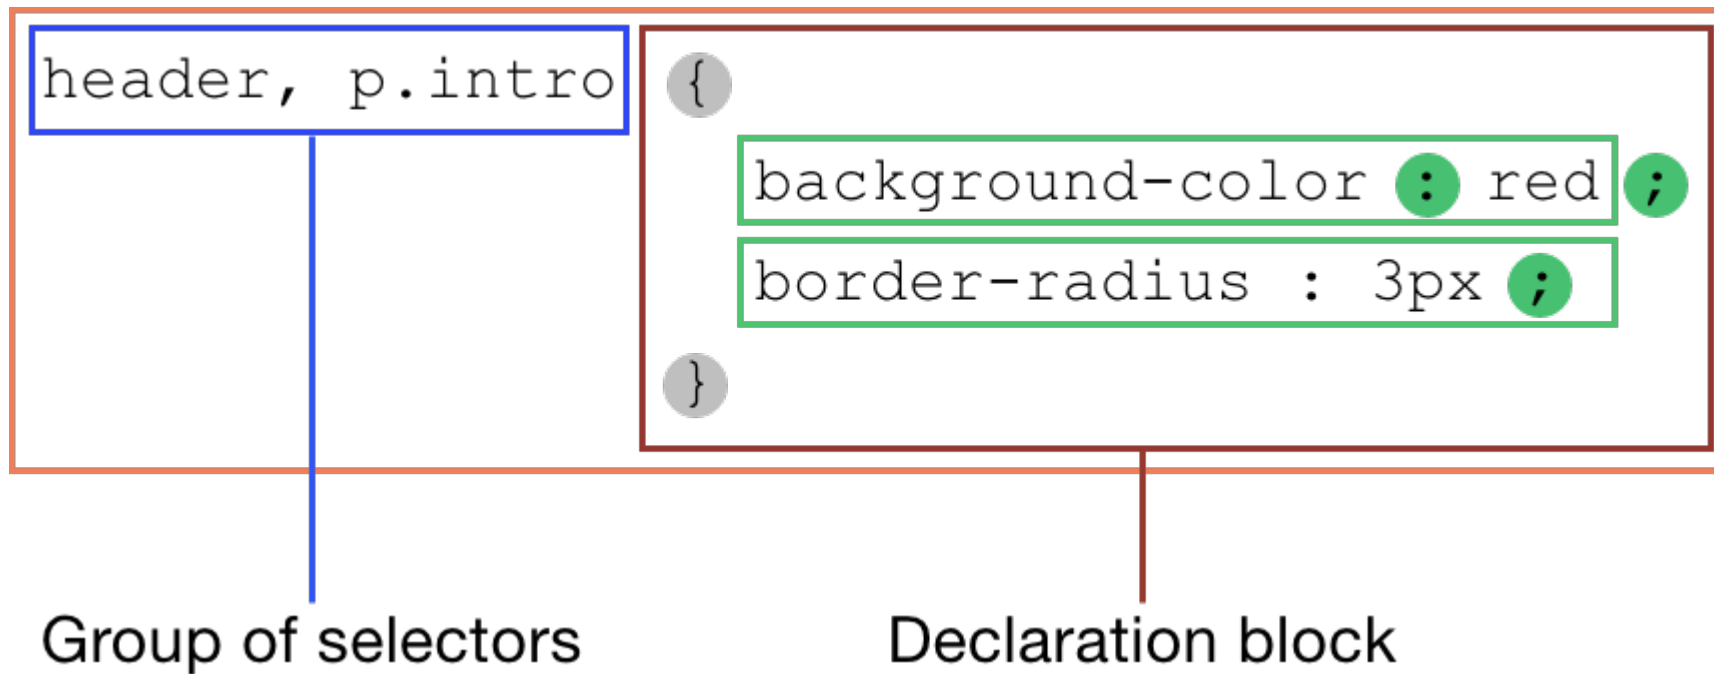 header, p.intro {
background-color : red ;
border-radius : 3px ;
}
Group of selectors
Declaration block